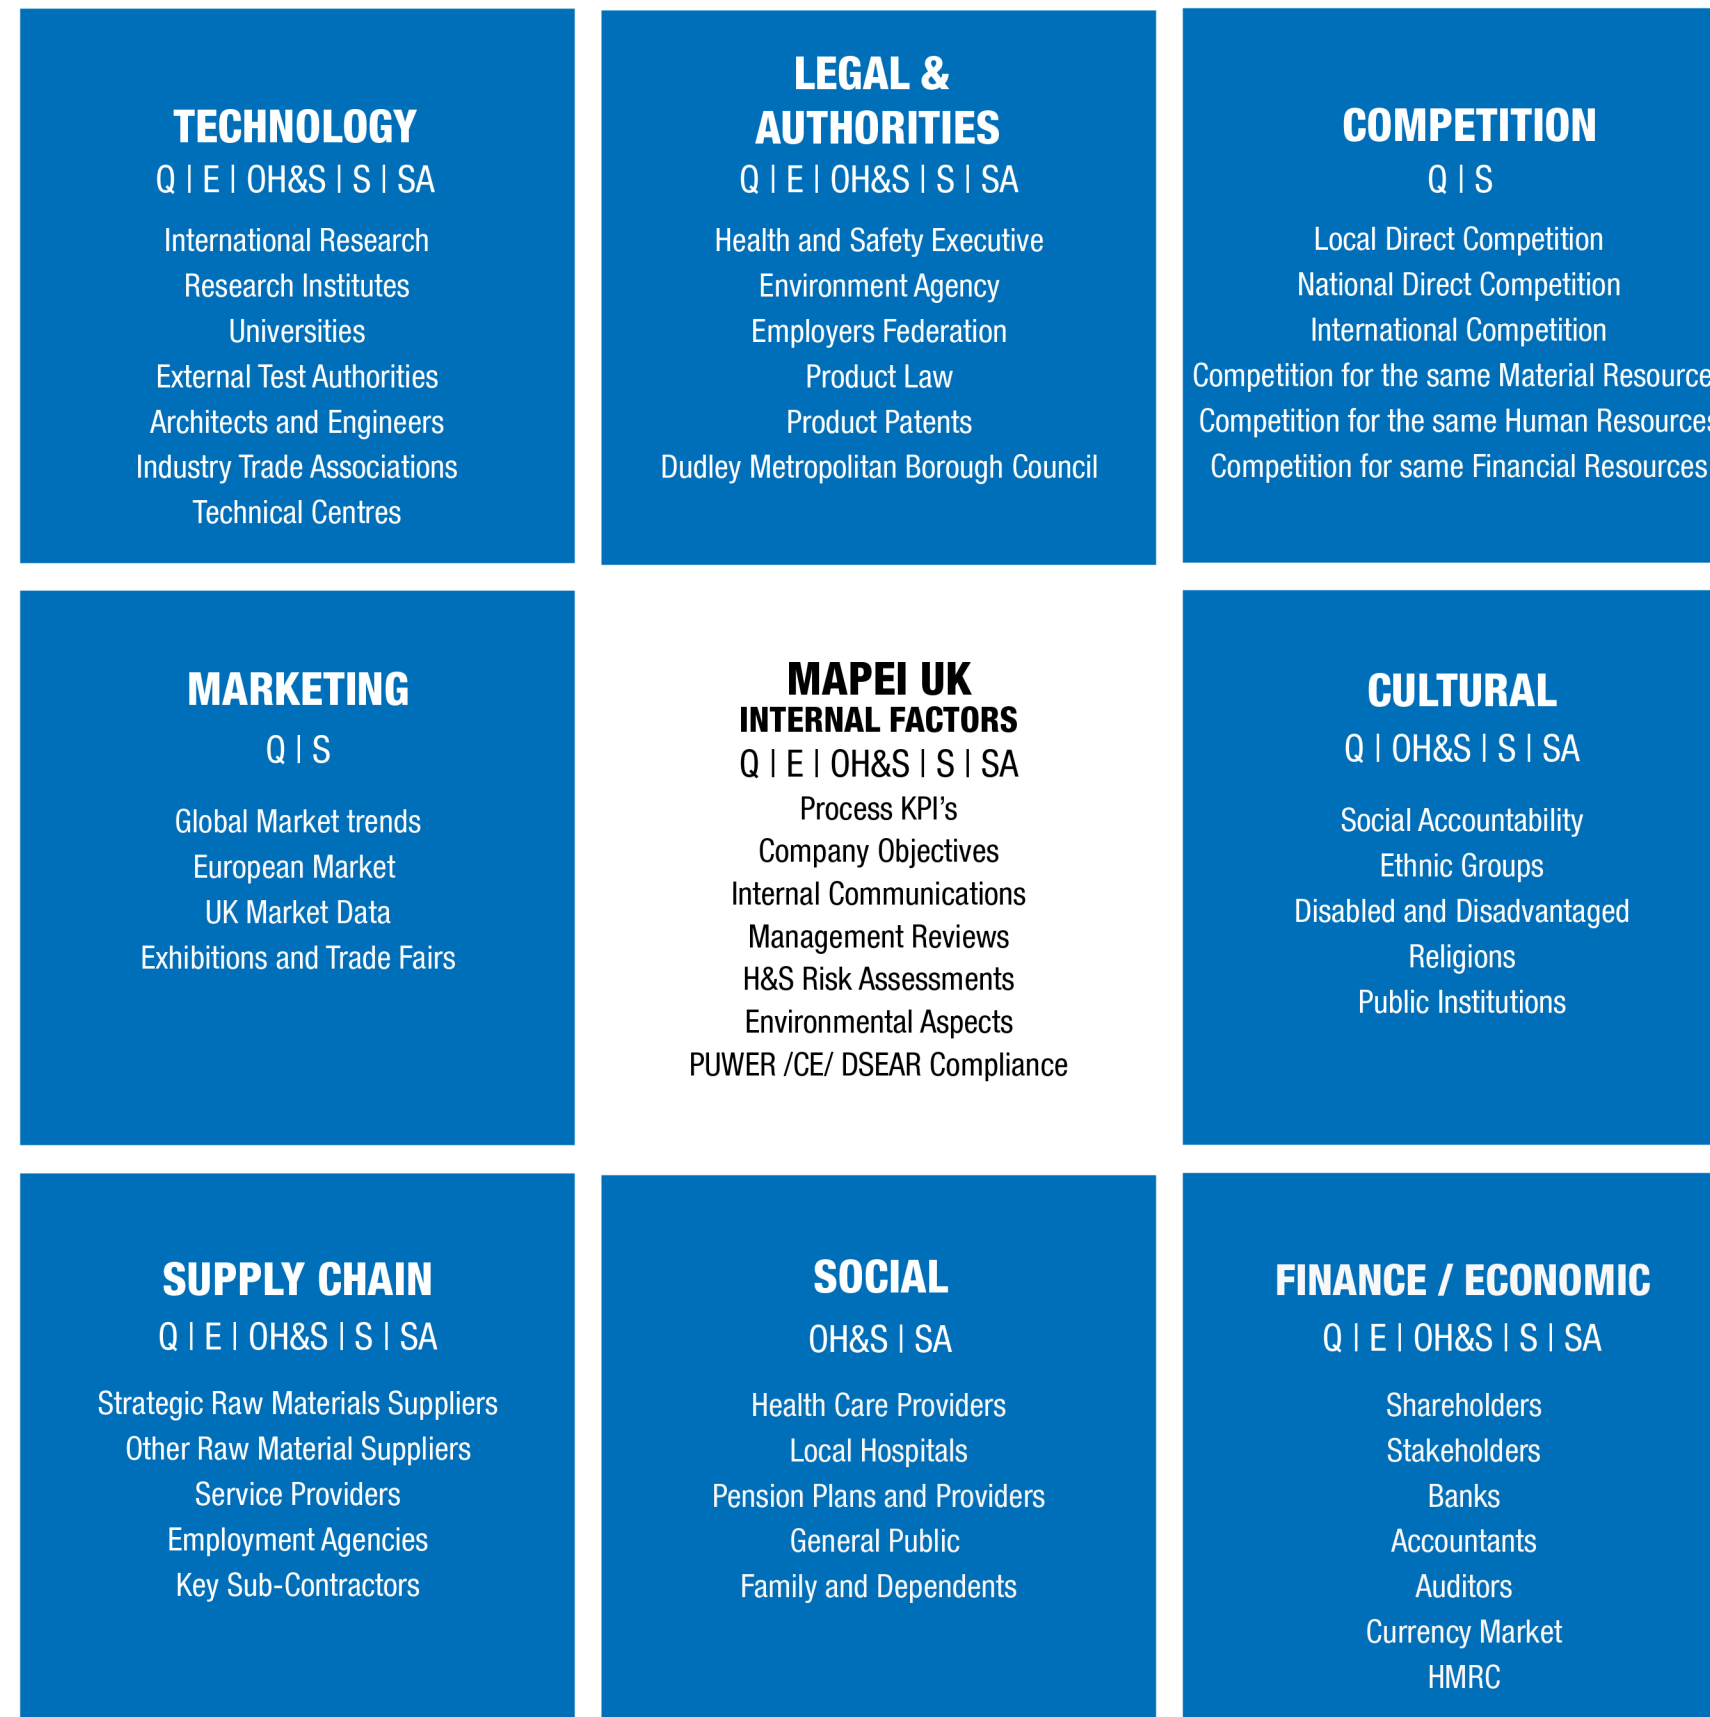 TECHNOLOGY
Q | E | OH&S | S | SA
International Research
Research Institutes
Universities
External Test Authorities
Architects and Engineers
Industry Trade Associations
Technical Centres
LEGAL &
AUTHORITIES
Q | E | OH&S | S | SA
Health and Safety Executive
Environment Agency
Employers Federation
Product Law
Product Patents
Dudley Metropolitan Borough Council
COMPETITION
Q | S
Local Direct Competition
National Direct Competition
International Competition
Competition for the same Material Resource
Competition for the same Human Resources
Competition for same Financial Resources
MARKETING
Q | S
Global Market trends
European Market
UK Market Data
Exhibitions and Trade Fairs
MAPEI UK
INTERNAL FACTORS
Q | E | OH&S | S | SA
Process KPI’s
Company Objectives
Internal Communications
Management Reviews
H&S Risk Assessments
Environmental Aspects
PUWER /CE/ DSEAR Compliance
CULTURAL
Q | OH&S | S | SA
Social Accountability
Ethnic Groups
Disabled and Disadvantaged
Religions
Public Institutions
SUPPLY CHAIN
Q | E | OH&S | S | SA
Strategic Raw Materials Suppliers
Other Raw Material Suppliers
Service Providers
Employment Agencies
Key Sub-Contractors
SOCIAL
OH&S | SA
Health Care Providers
Local Hospitals
Pension Plans and Providers
General Public
Family and Dependents
FINANCE / ECONOMIC
Q | E | OH&S | S | SA
Shareholders
Stakeholders
Banks
Accountants
Auditors
Currency Market
HMRC